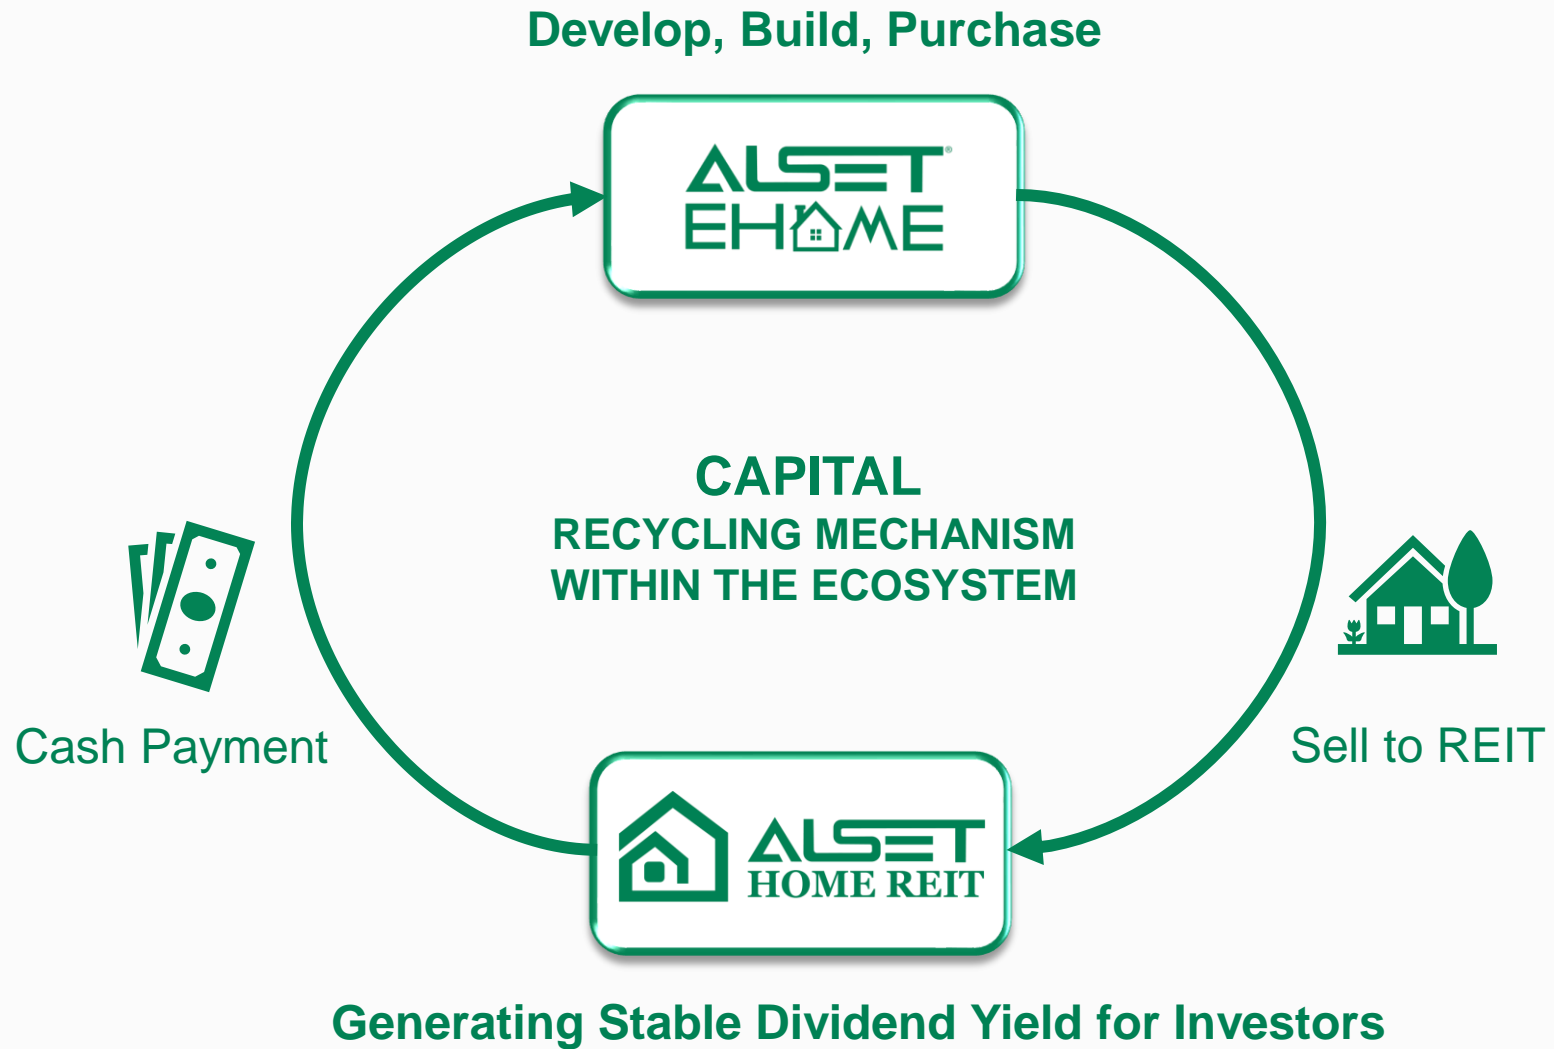 Develop, Build, Purchase
ALSET®
EHOME
CAPITAL
RECYCLING MECHANISM
WITHIN THE ECOSYSTEM
Cash Payment
Sell to REIT
ALSET
HOME REIT
Generating Stable Dividend Yield for Investors